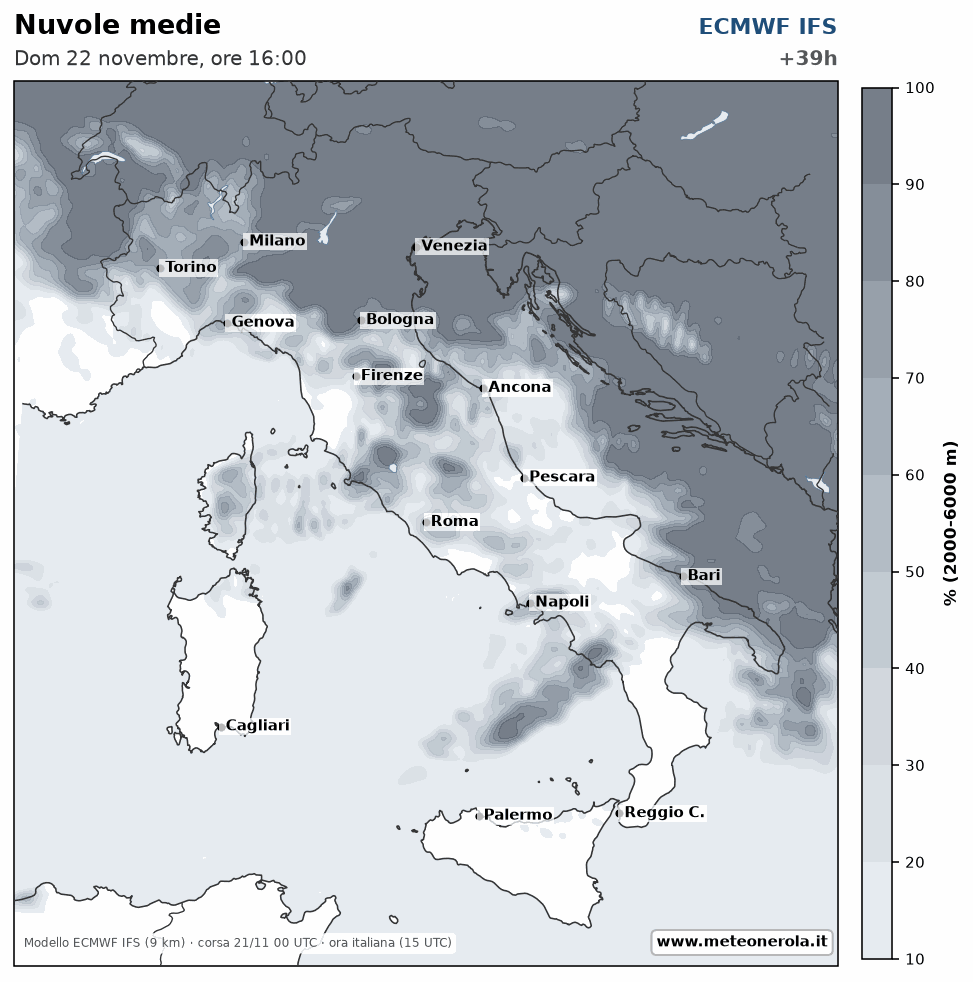 Nuvole medie
ECMWF IFS
Dom 22 novembre, ore 16:00
+39h
100
90
80
70
60
50
40
30
20
10
% (2000-6000 m)
Milano
Venezia
Torino
Genova
Bologna
Firenze
Ancona
Pescara
Roma
Bari
Napoli
Cagliari
Palermo
Reggio C.
Modello ECMWF IFS (9 km) · corsa 21/11 00 UTC · ora italiana (15 UTC)
www.meteonerola.it